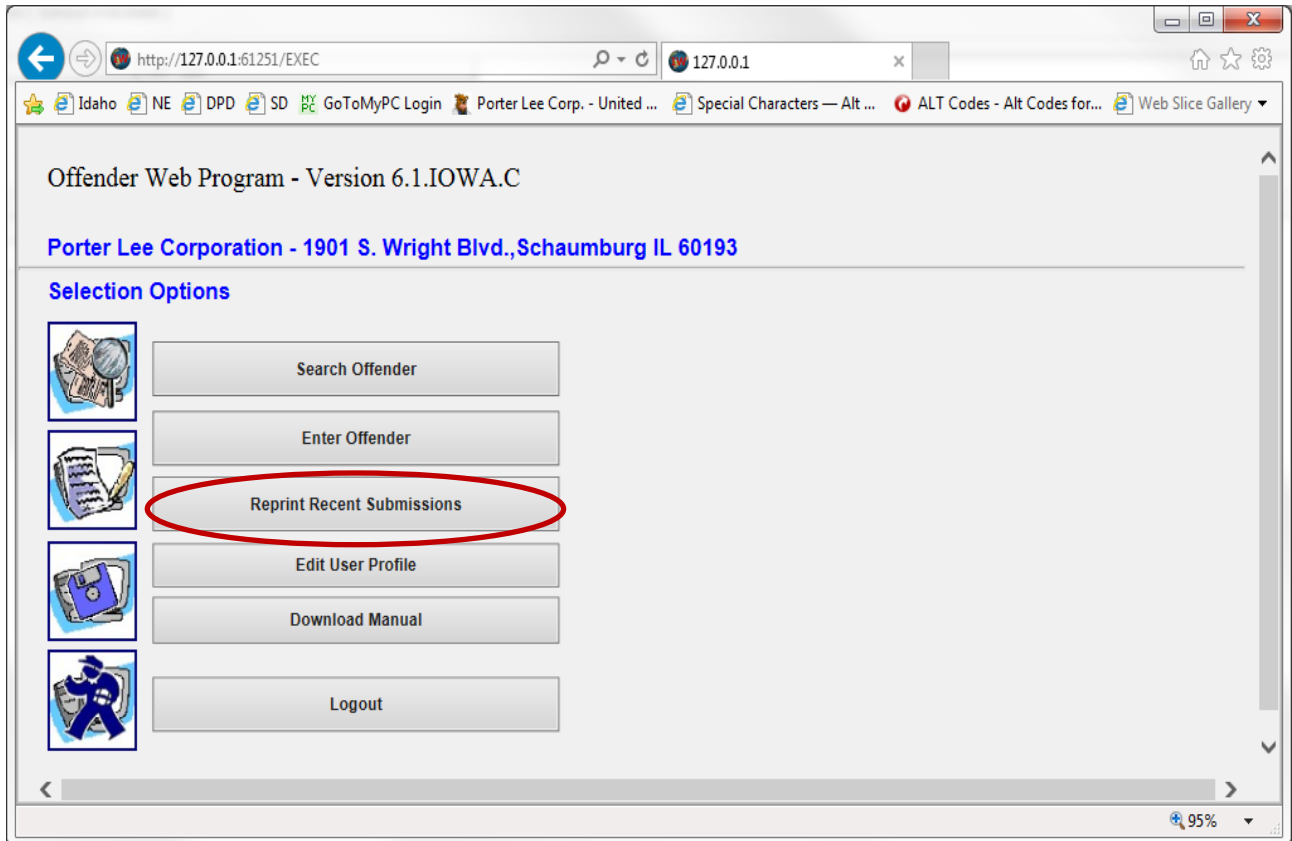 http://127.0.0.1:61251/EXEC
127.0.0.1
Idaho NE DPD SD MY PC GoToMyPC Login Porter Lee Corp. - United ... Special Characters — Alt ... ALT Codes - Alt Codes for... Web Slice Gallery
Offender Web Program - Version 6.1.IOWA.C
Porter Lee Corporation - 1901 S. Wright Blvd.,Schaumburg IL 60193
Selection Options
Search Offender
Enter Offender
Reprint Recent Submissions
Edit User Profile
Download Manual
Logout
95%